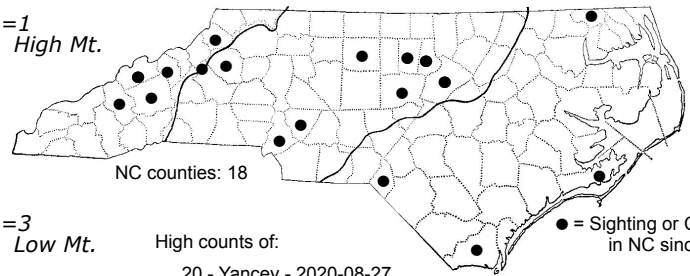 =1
High Mt.
NC counties: 18
=3
Low Mt.
High counts of:
20 - Yancey - 2020-08-27
● = Sighting or
in NC